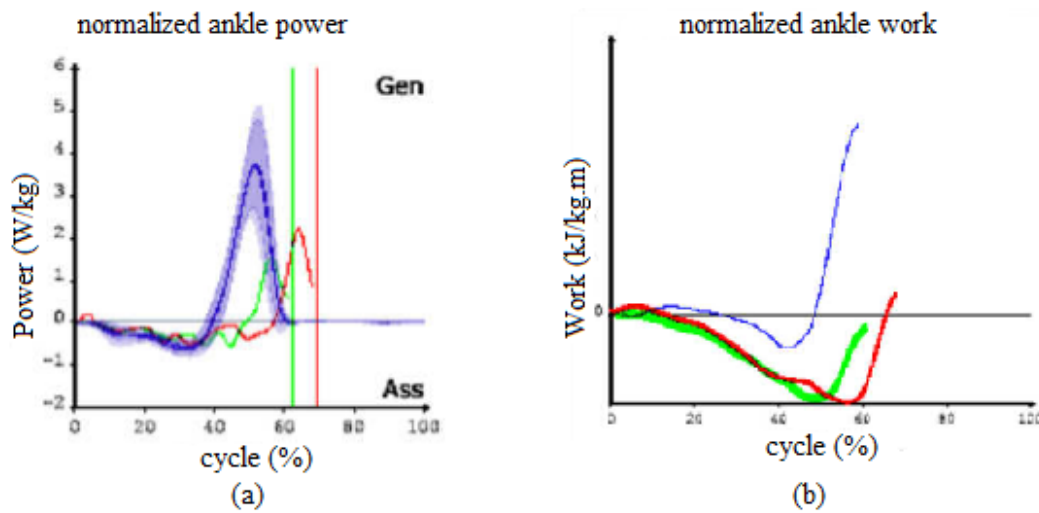 normalized ankle power
normalized ankle work
6
5
4
3
2
1
0
-1
-2
Power (W/kg)
Gen
Ass
0 20 40 60 80 100
cycle (%)
(a)
Work (kJ/kg.m)
0
0 20 40 60 80 100
cycle (%)
(b)